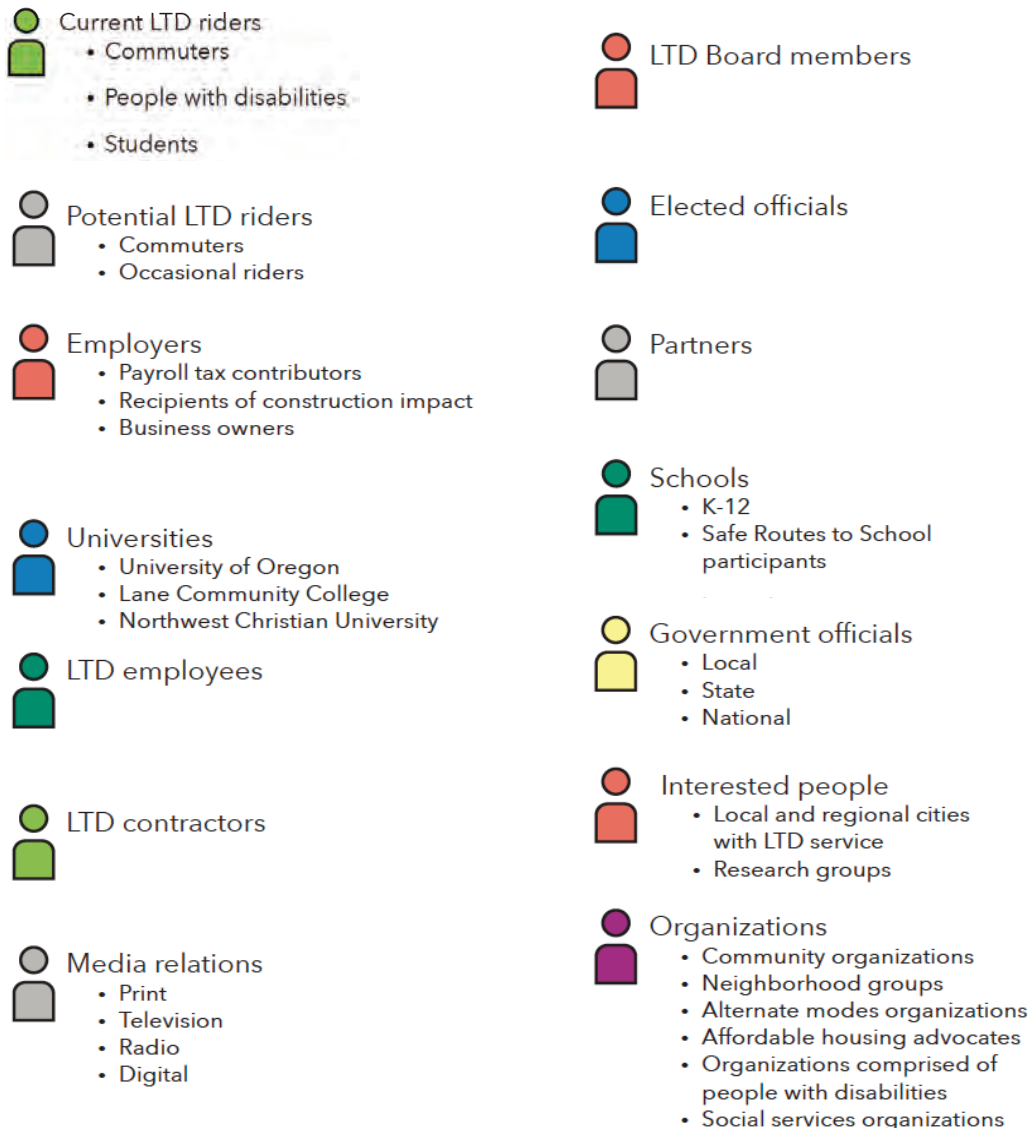 Current LTD riders
• Commuters
• People with disabilities
• Students
Potential LTD riders
• Commuters
• Occasional riders
Employers
• Payroll tax contributors
• Recipients of construction impact
• Business owners
Universities
• University of Oregon
• Lane Community College
• Northwest Christian University
LTD employees
LTD contractors
Media relations
• Print
• Television
• Radio
• Digital
LTD Board members
Elected officials
Partners
Schools
• K-12
• Safe Routes to School
participants
Government officials
• Local
• State
• National
Interested people
• Local and regional cities
with LTD service
• Research groups
Organizations
• Community organizations
• Neighborhood groups
• Alternate modes organizations
• Affordable housing advocates
• Organizations comprised of
people with disabilities
• Social services organizations